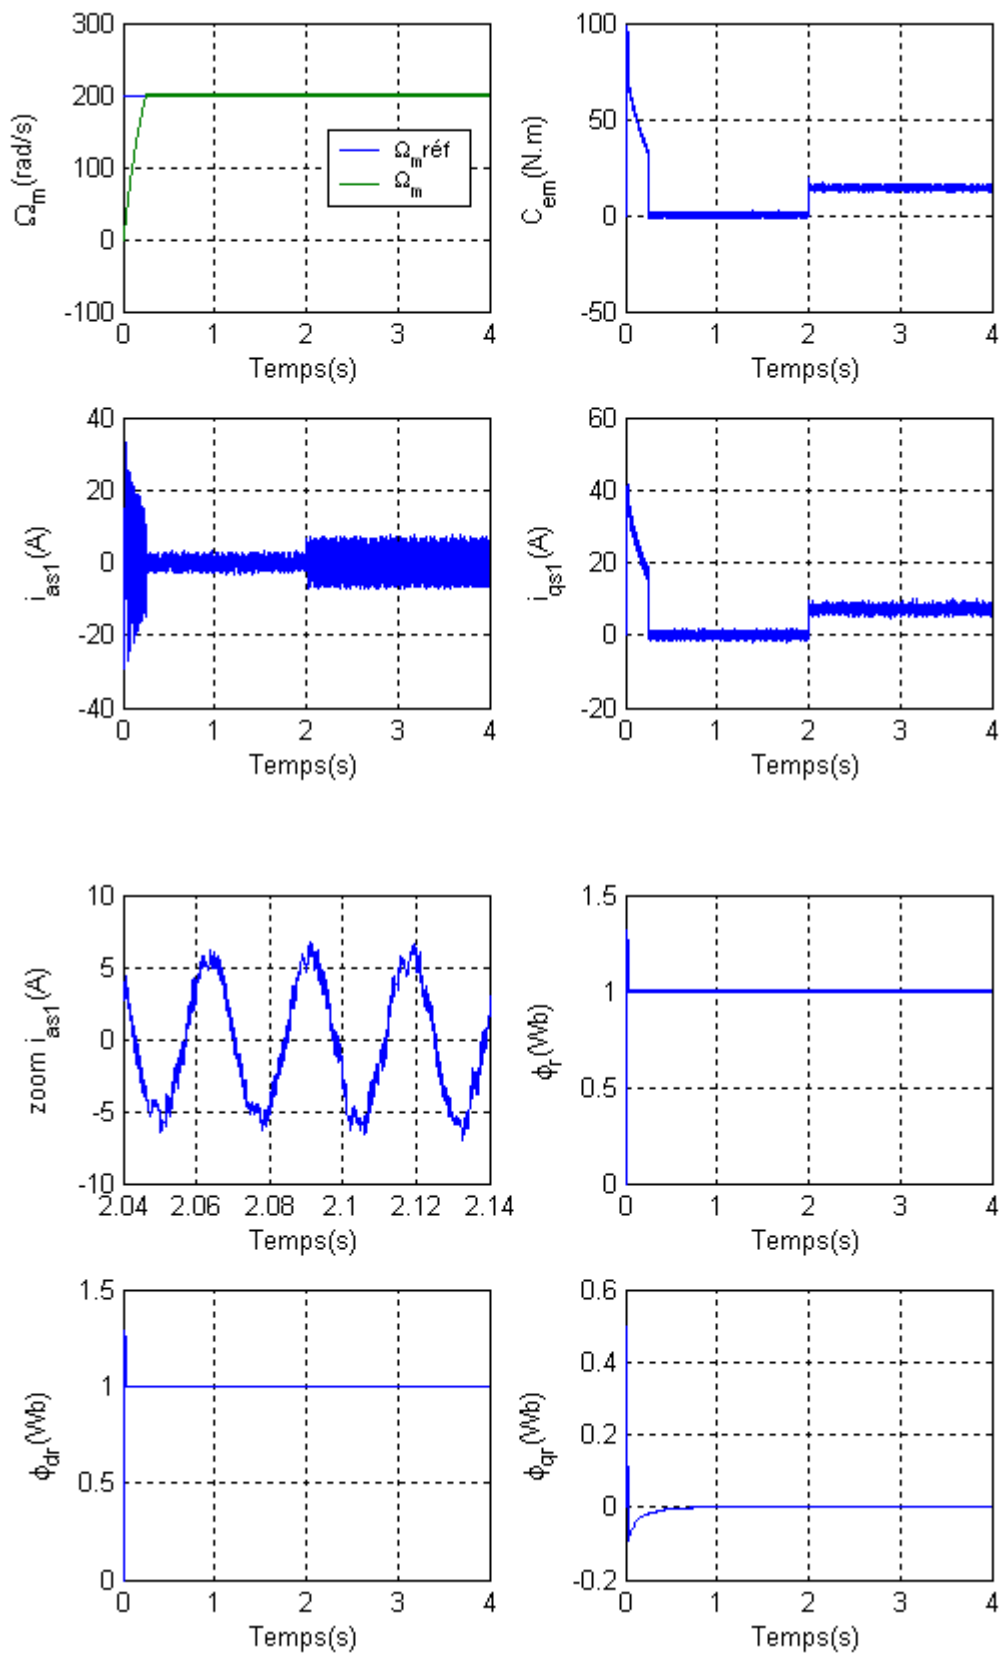 300
200
100
0
-100
Ωm(rad/s)
Ωmréf
Ωm
0 1 2 3 4
Temps(s)
100
50
0
-50
Cem(N.m)
0 1 2 3 4
Temps(s)
40
20
0
-20
-40
ias1(A)
0 1 2 3 4
Temps(s)
60
40
20
0
-20
iqs1(A)
0 1 2 3 4
Temps(s)
10
5
0
-5
-10
zoom ias1(A)
2.04 2.06 2.08 2.1 2.12 2.14
Temps(s)
1.5
1
0.5
0
ϕr(Wb)
0 1 2 3 4
Temps(s)
1.5
1
0.5
0
ϕdr(Wb)
0 1 2 3 4
Temps(s)
0.6
0.4
0.2
0
-0.2
ϕqr(Wb)
0 1 2 3 4
Temps(s)